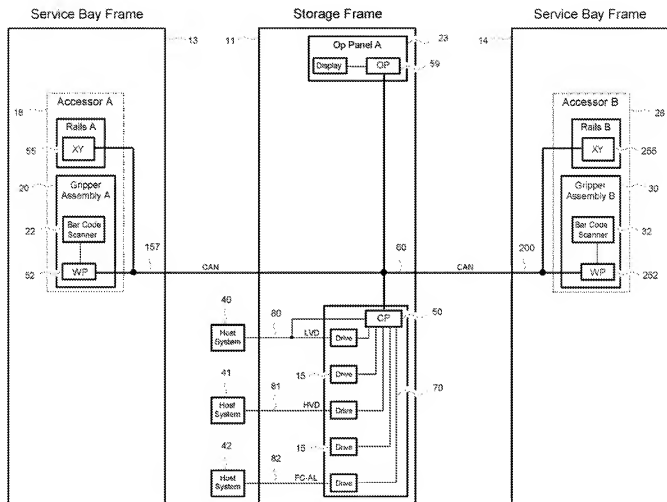 Service Bay Frame
Storage Frame
Service Bay Frame
13
11
Op Panel A
23
14
Display
OP
59
18
Accessor A
Accessor B
28
Rails A
Rails B
55
XY
XY
255
20
Gripper
Assembly A
Gripper
Assembly B
30
22
Bar Code
Scanner
Bar Code
Scanner
32
52
WP
157
60
200
WP
252
CAN
CAN
40
80
CP
50
Host
System
LVD
Drive
41
15
Drive
70
81
Host
System
HVD
Drive
42
15
Drive
82
Host
System
FC-AL
Drive